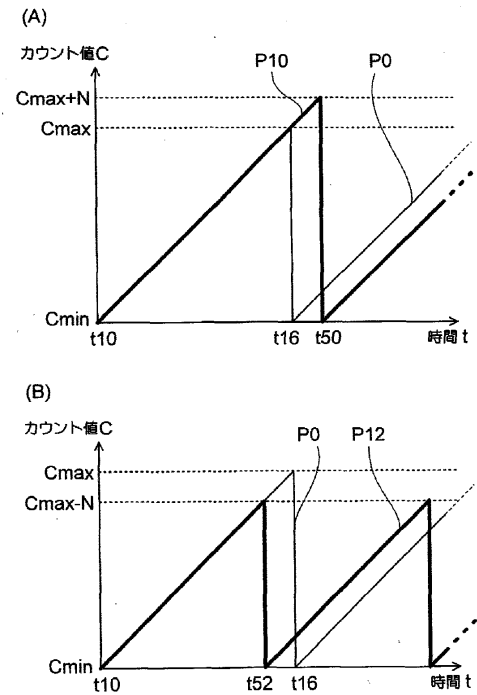 (A)
カウント値C
P10
P0
Cmax+N
Cmax
Cmin
t10
t16
t50
時間 t
(B)
カウント値C
P0
P12
Cmax
Cmax-N
Cmin
t10
t52
t16
時間 t